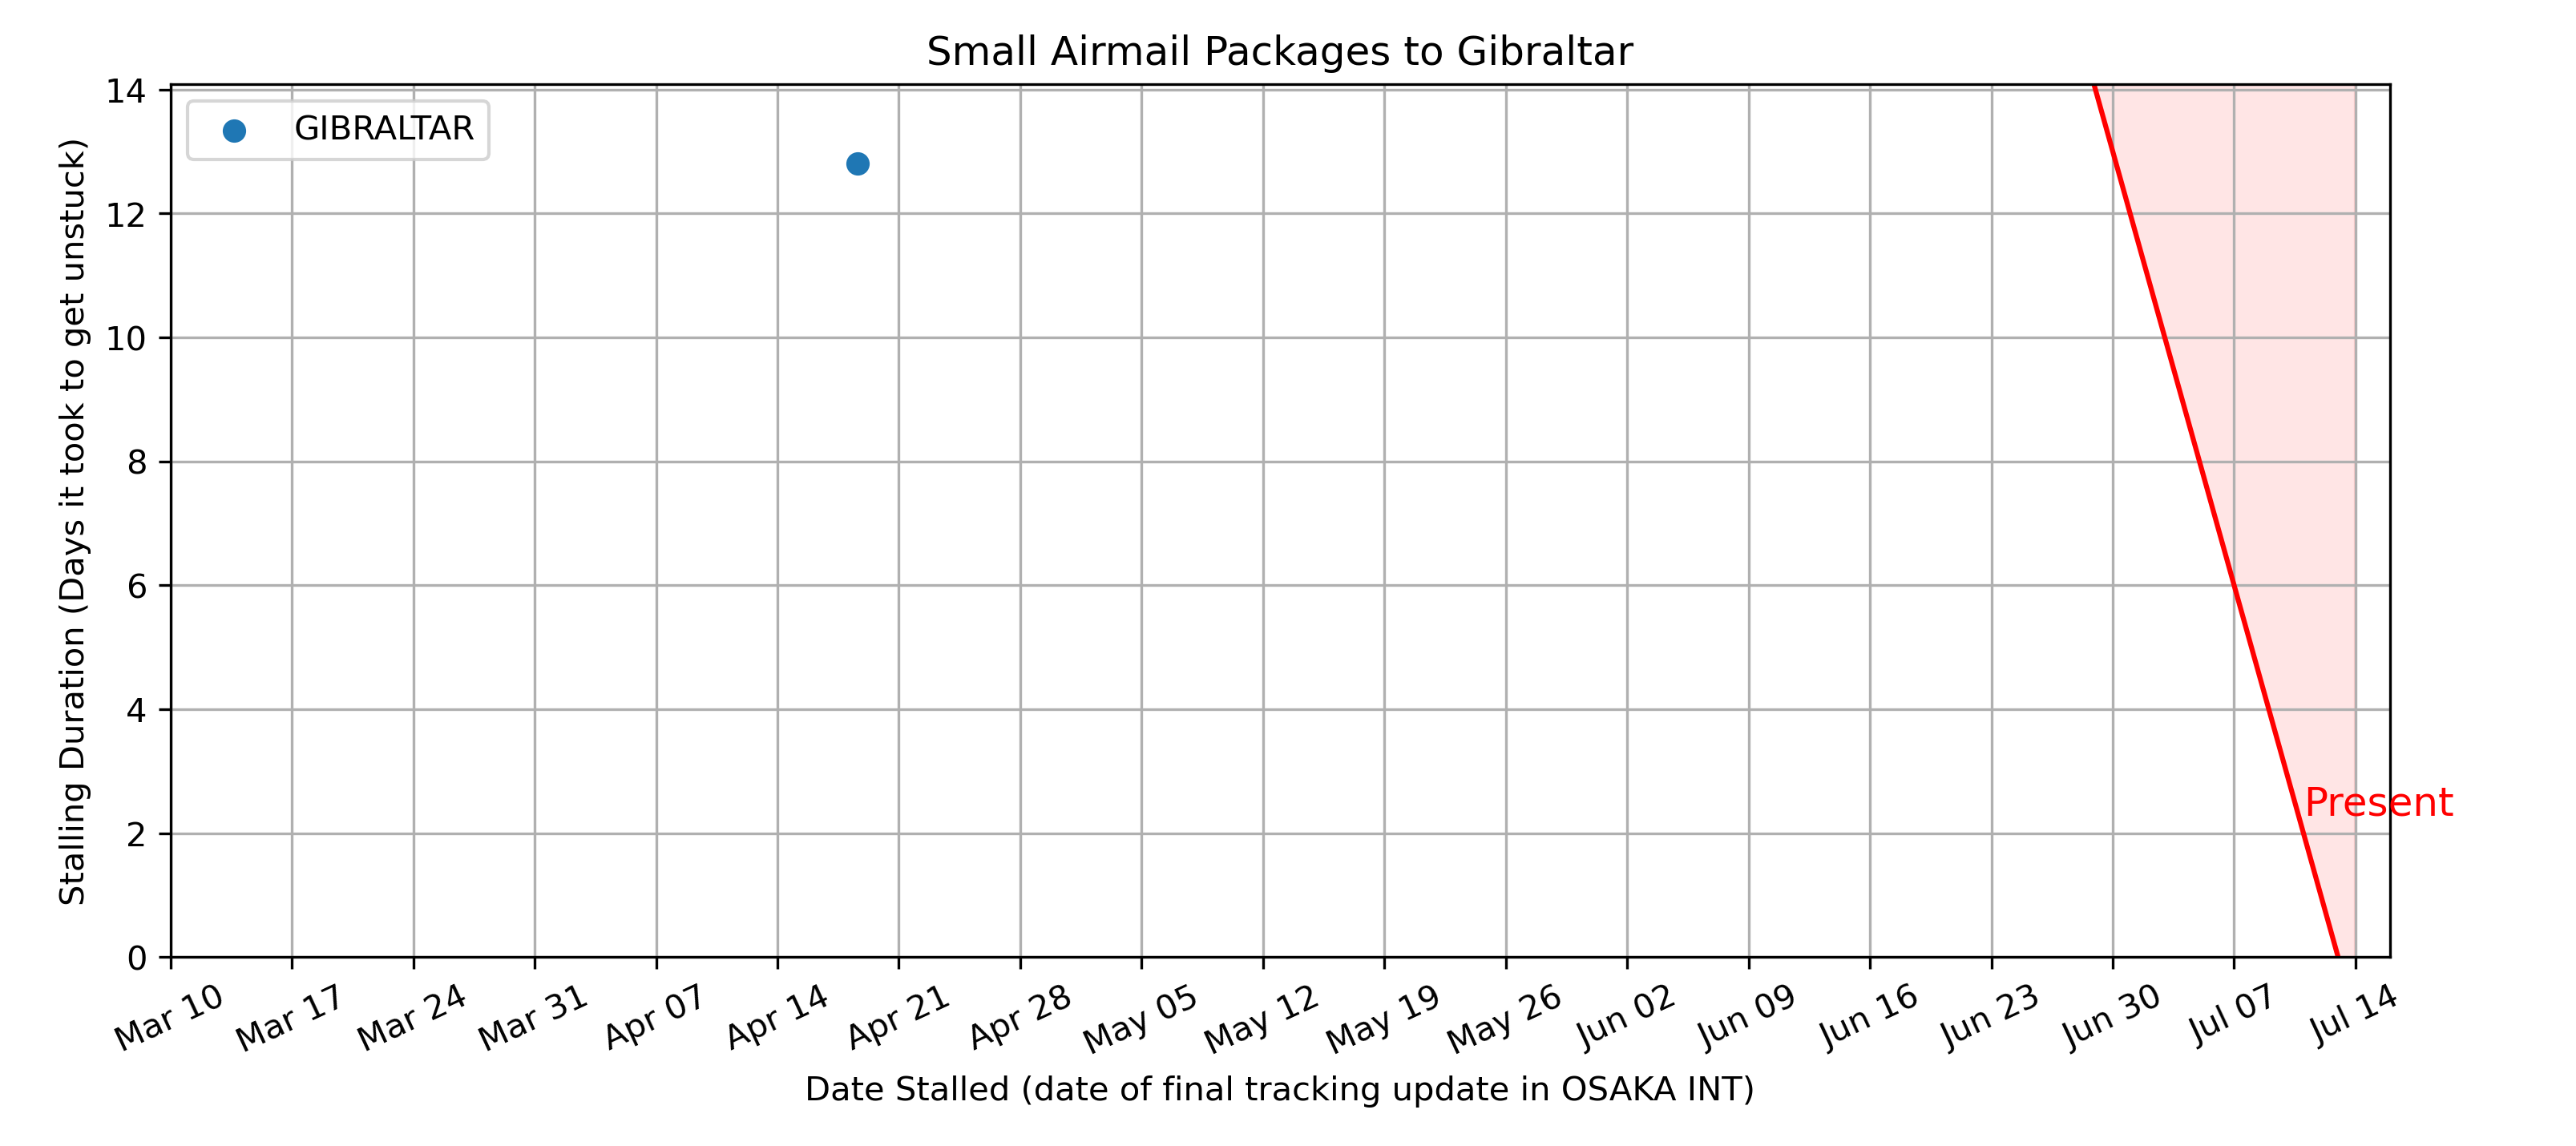 Small Airmail Packages to Gibraltar
GIBRALTAR
Stalling Duration (Days it took to get unstuck)
14
12
10
8
6
4
2
0
Present
Mar 10
Mar 17
Mar 24
Mar 31
Apr 07
Apr 14
Apr 21
Apr 28
May 05
May 12
May 19
May 26
Jun 02
Jun 09
Jun 16
Jun 23
Jun 30
Jul 07
Jul 14
Date Stalled (date of final tracking update in OSAKA INT)